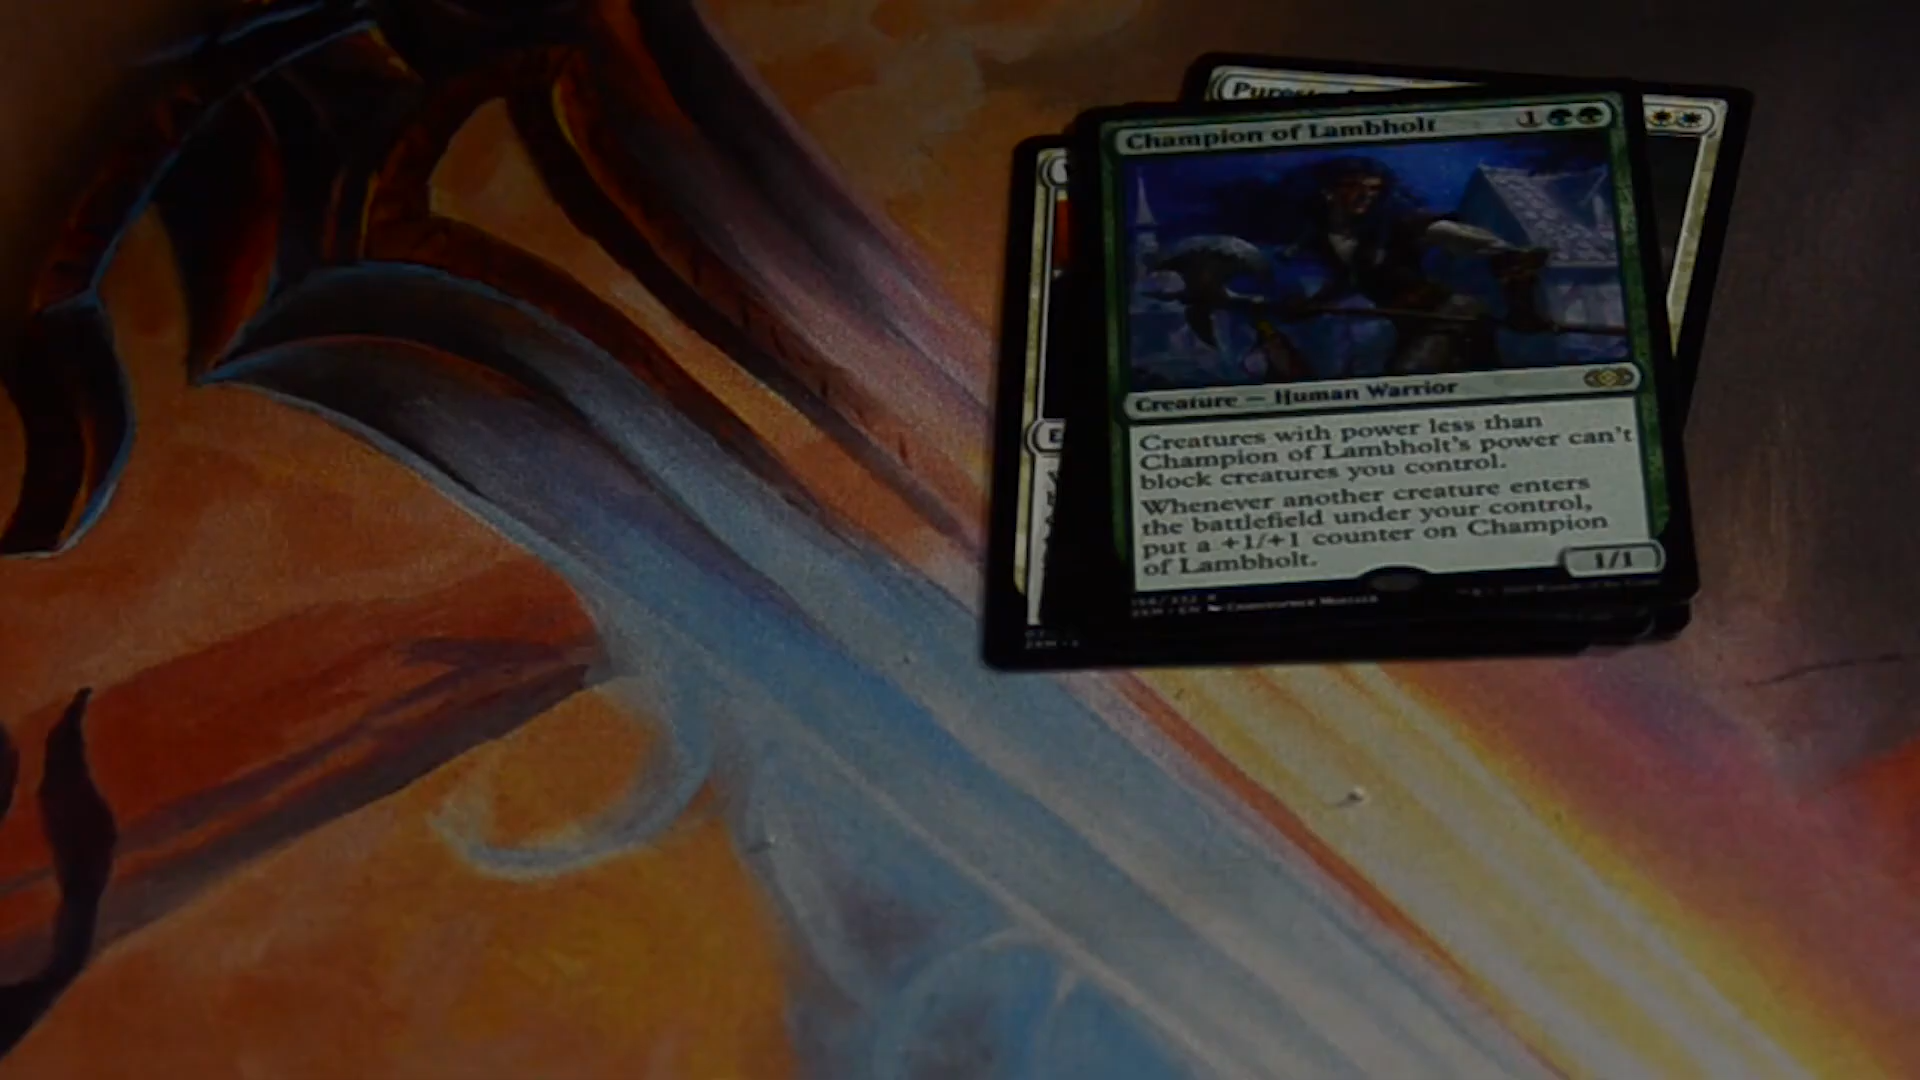 Champion of Lambholt 1
Creature — Human Warrior
Creatures with power less than
Champion of Lambholt's power can't
block creatures you control.
Whenever another creature enters
the battlefield under your control,
put a +1/+1 counter on Champion
of Lambholt.
1/1